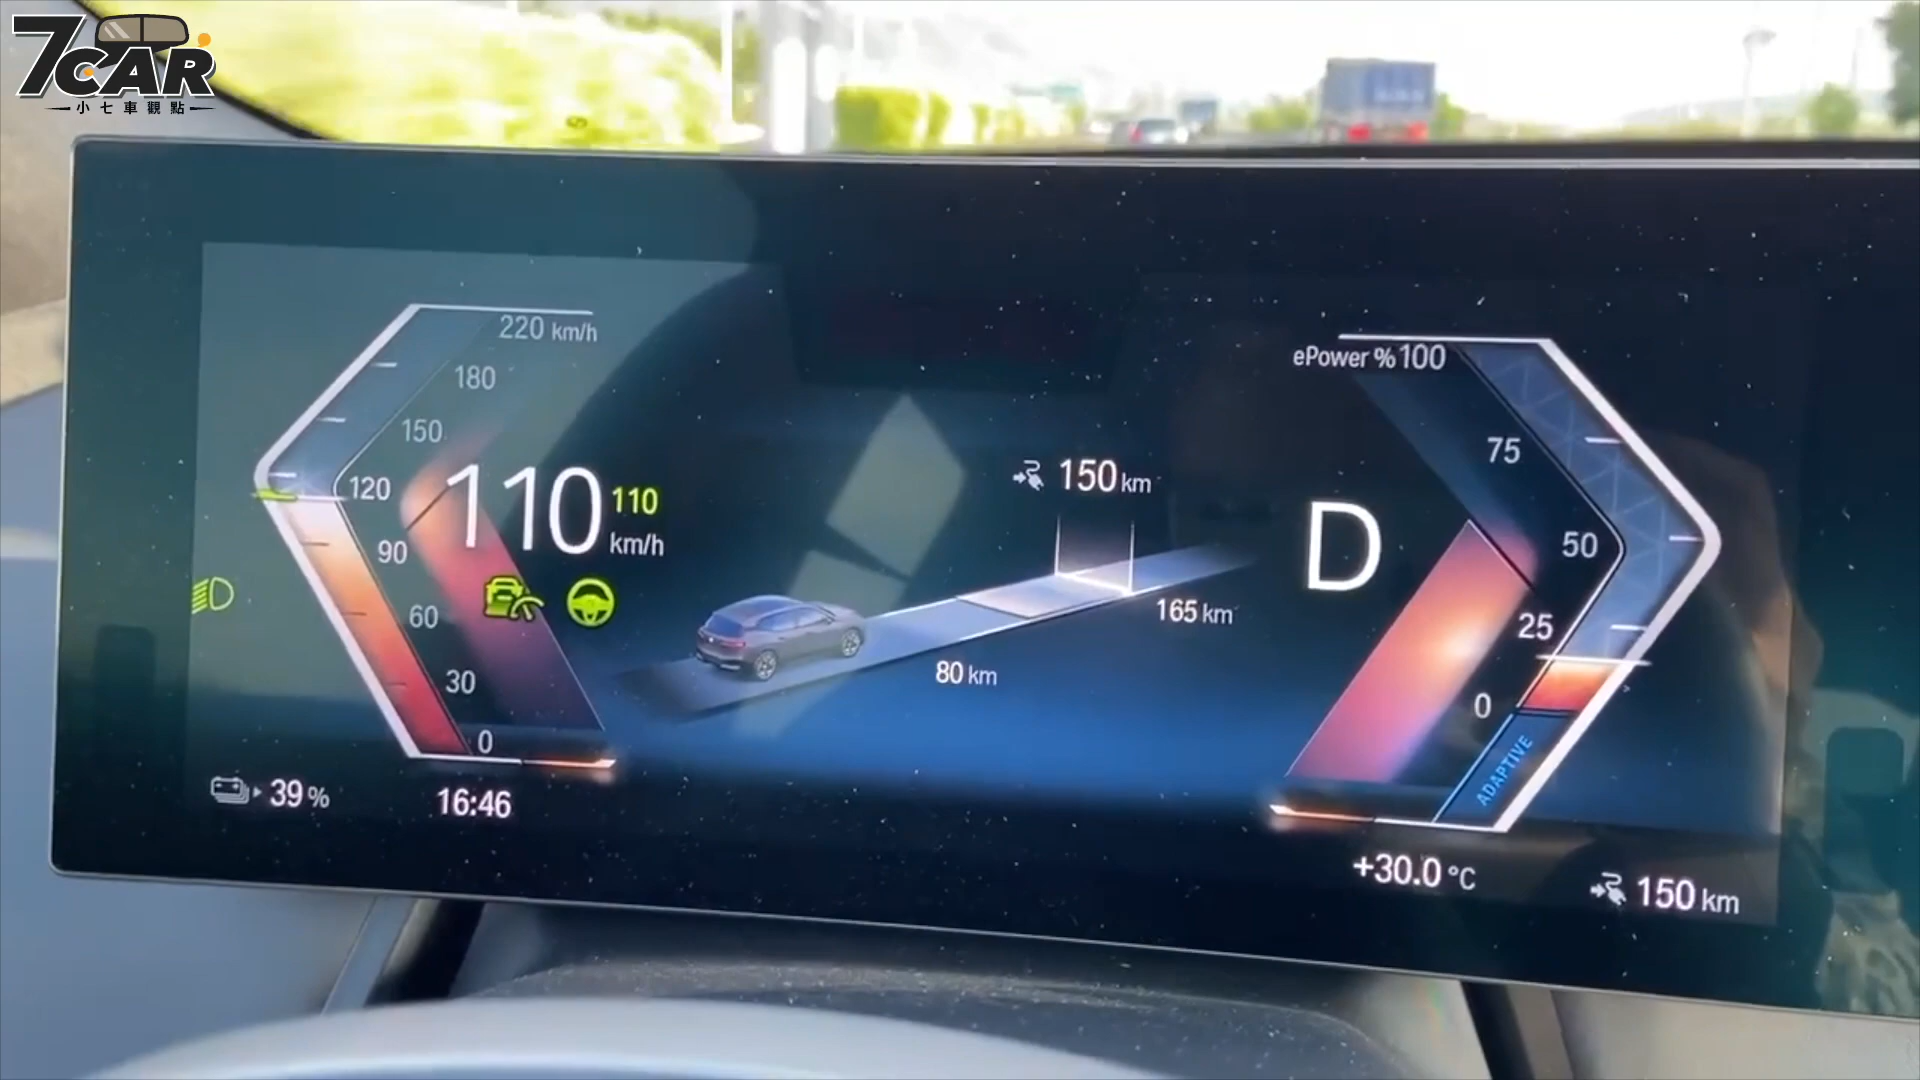 7CAR
小七車觀點
220 km/h
180
150
120
90
60
30
0
110 110
km/h
150 km
165 km
80 km
D
ePower % 100
75
50
25
0
ADAPTIVE
39 %
16:46
+30.0 °C
150 km